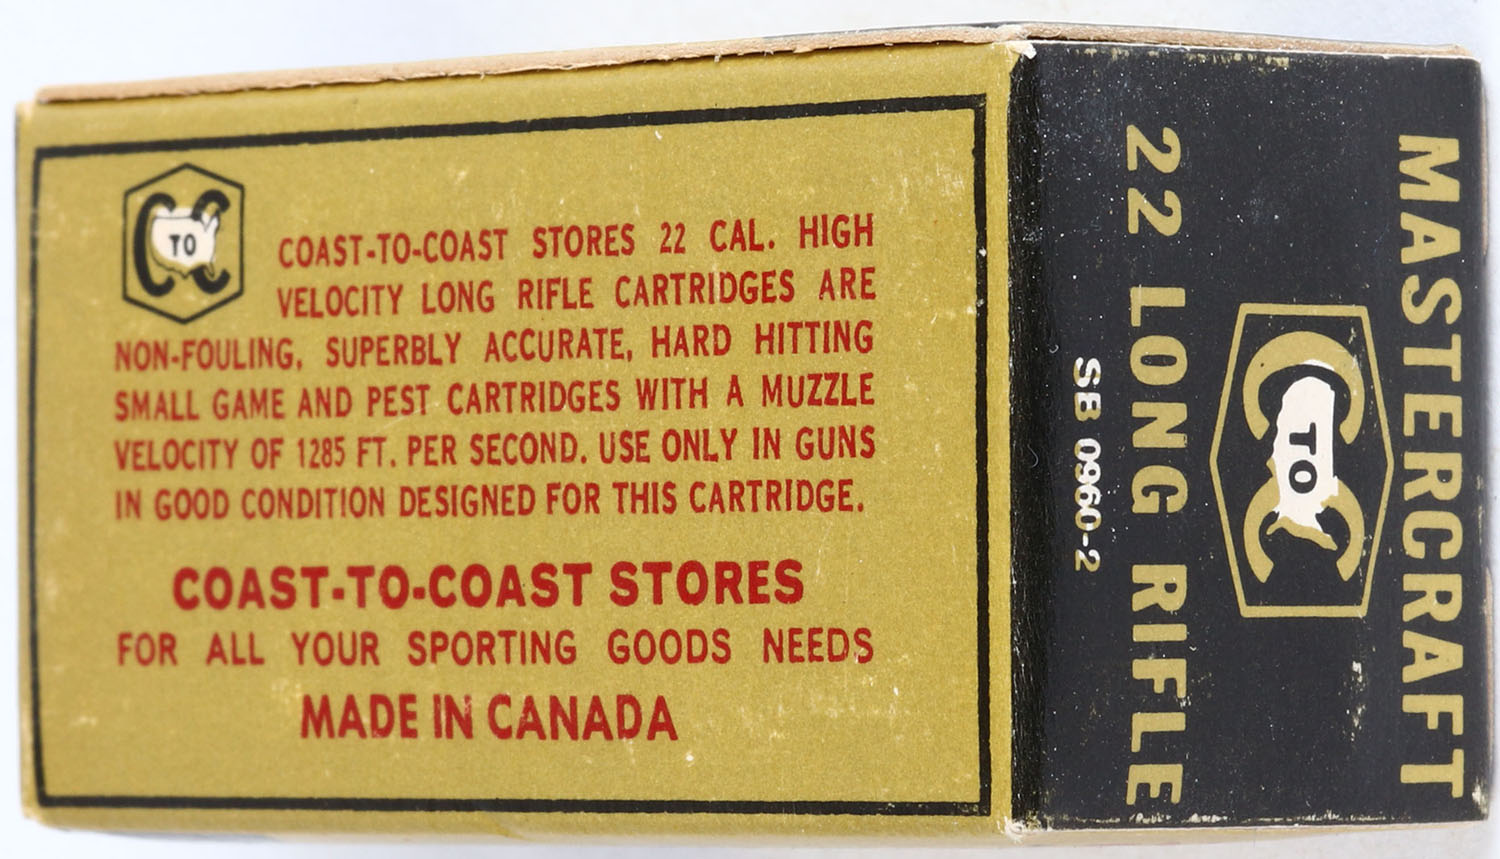 C TO C
COAST-TO-COAST STORES 22 CAL. HIGH
VELOCITY LONG RIFLE CARTRIDGES ARE
NON-FOULING, SUPERBLY ACCURATE, HARD HITTING
SMALL GAME AND PEST CARTRIDGES WITH A MUZZLE
VELOCITY OF 1285 FT. PER SECOND. USE ONLY IN GUNS
IN GOOD CONDITION DESIGNED FOR THIS CARTRIDGE.
COAST-TO-COAST STORES
FOR ALL YOUR SPORTING GOODS NEEDS
MADE IN CANADA
MASTERCRAFT
C TO C
22 LONG RIFLE
SB 0960-2